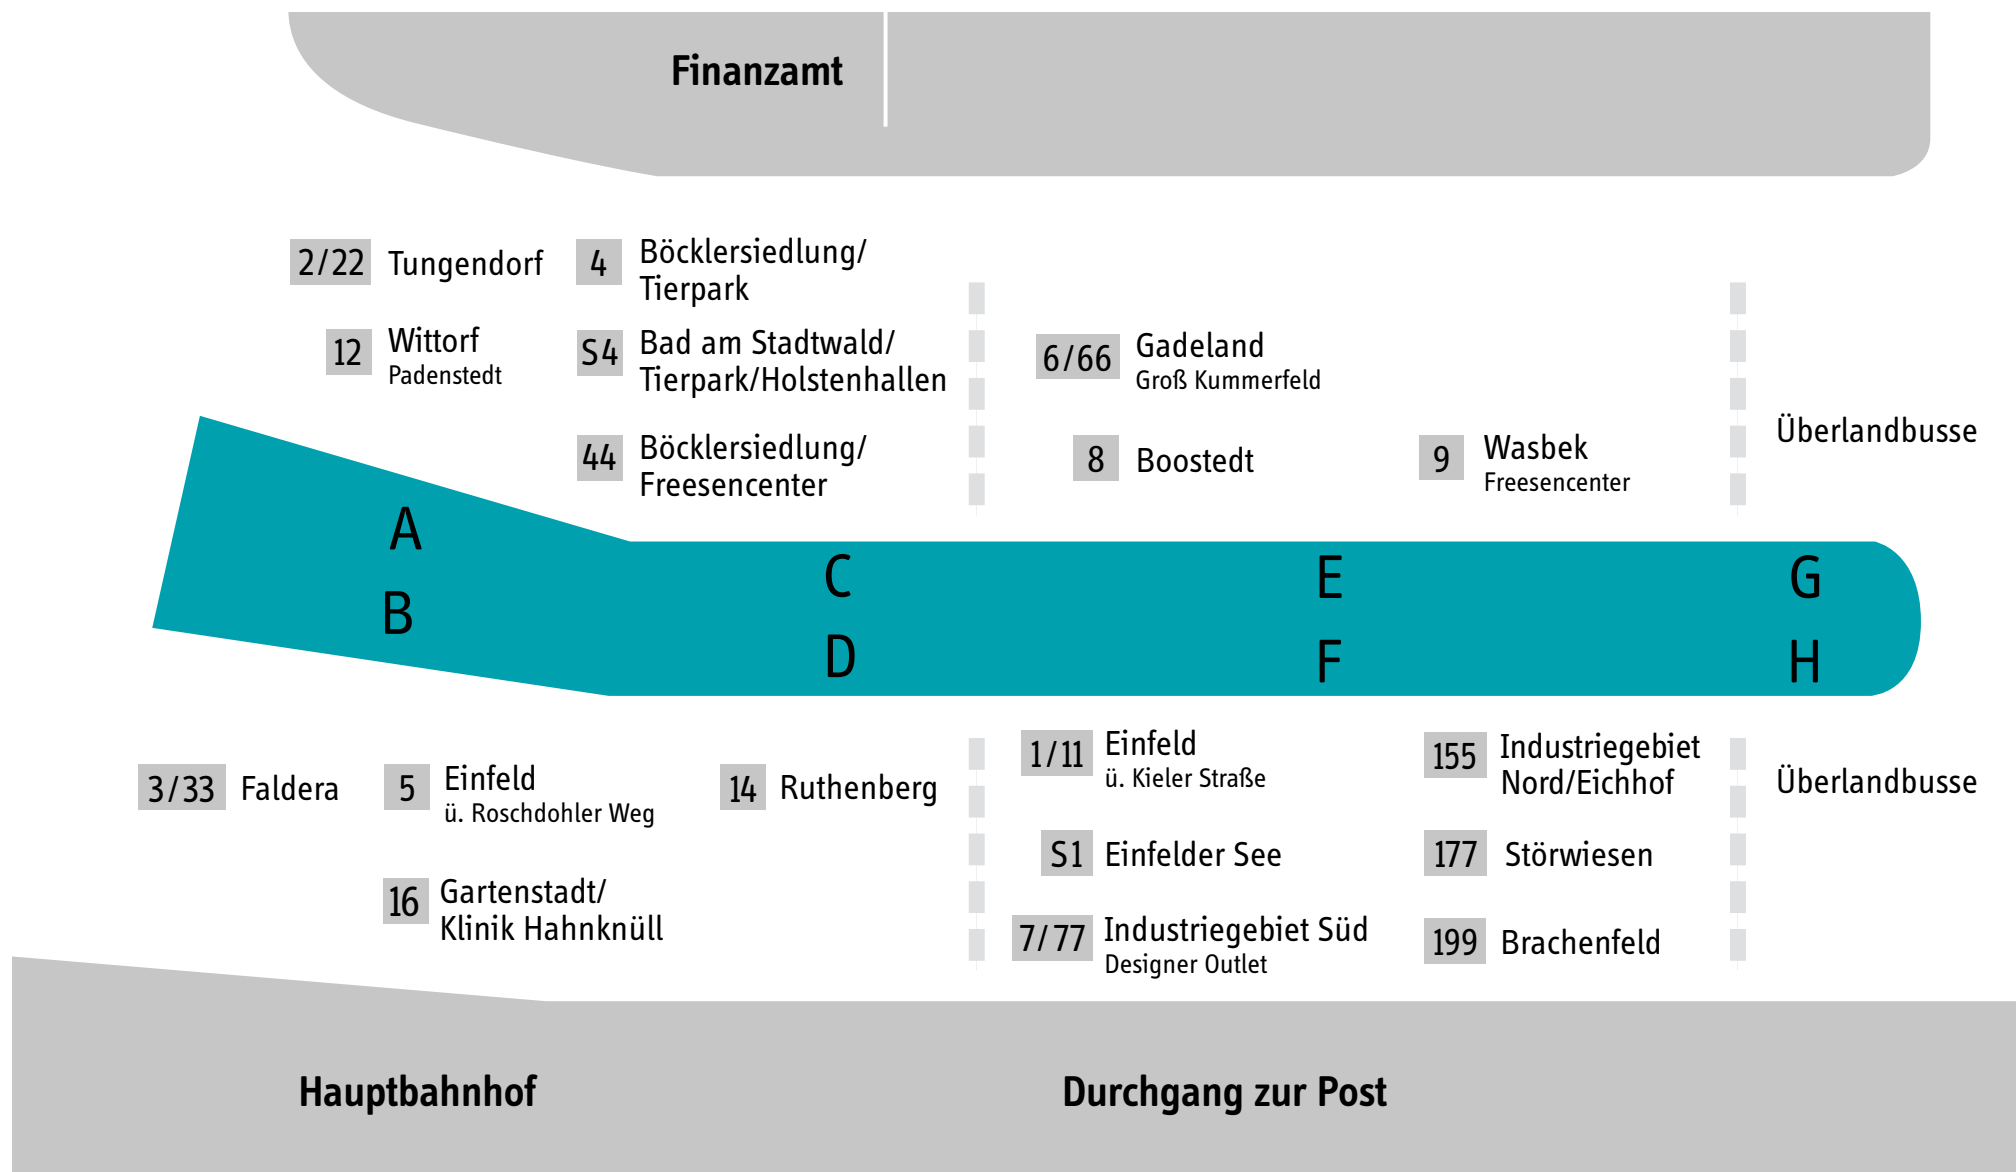 Finanzamt
2/22 Tungendorf
12 Wittorf
Padenstedt
4 Böcklersiedlung/
Tierpark
S4 Bad am Stadtwald/
Tierpark/Holstenhallen
44 Böcklersiedlung/
Freesencenter
6/66 Gadeland
Groß Kummerfeld
8 Boostedt
9 Wasbek
Freesencenter
Überlandbusse
A
B
C
D
E
F
G
H
3/33 Faldera
5 Einfeld
ü. Roschdohler Weg
16 Gartenstadt/
Klinik Hahnknüll
14 Ruthenberg
1/11 Einfeld
ü. Kieler Straße
S1 Einfelder See
7/77 Industriegebiet Süd
Designer Outlet
155 Industriegebiet
Nord/Eichhof
177 Störwiesen
199 Brachenfeld
Überlandbusse
Hauptbahnhof
Durchgang zur Post